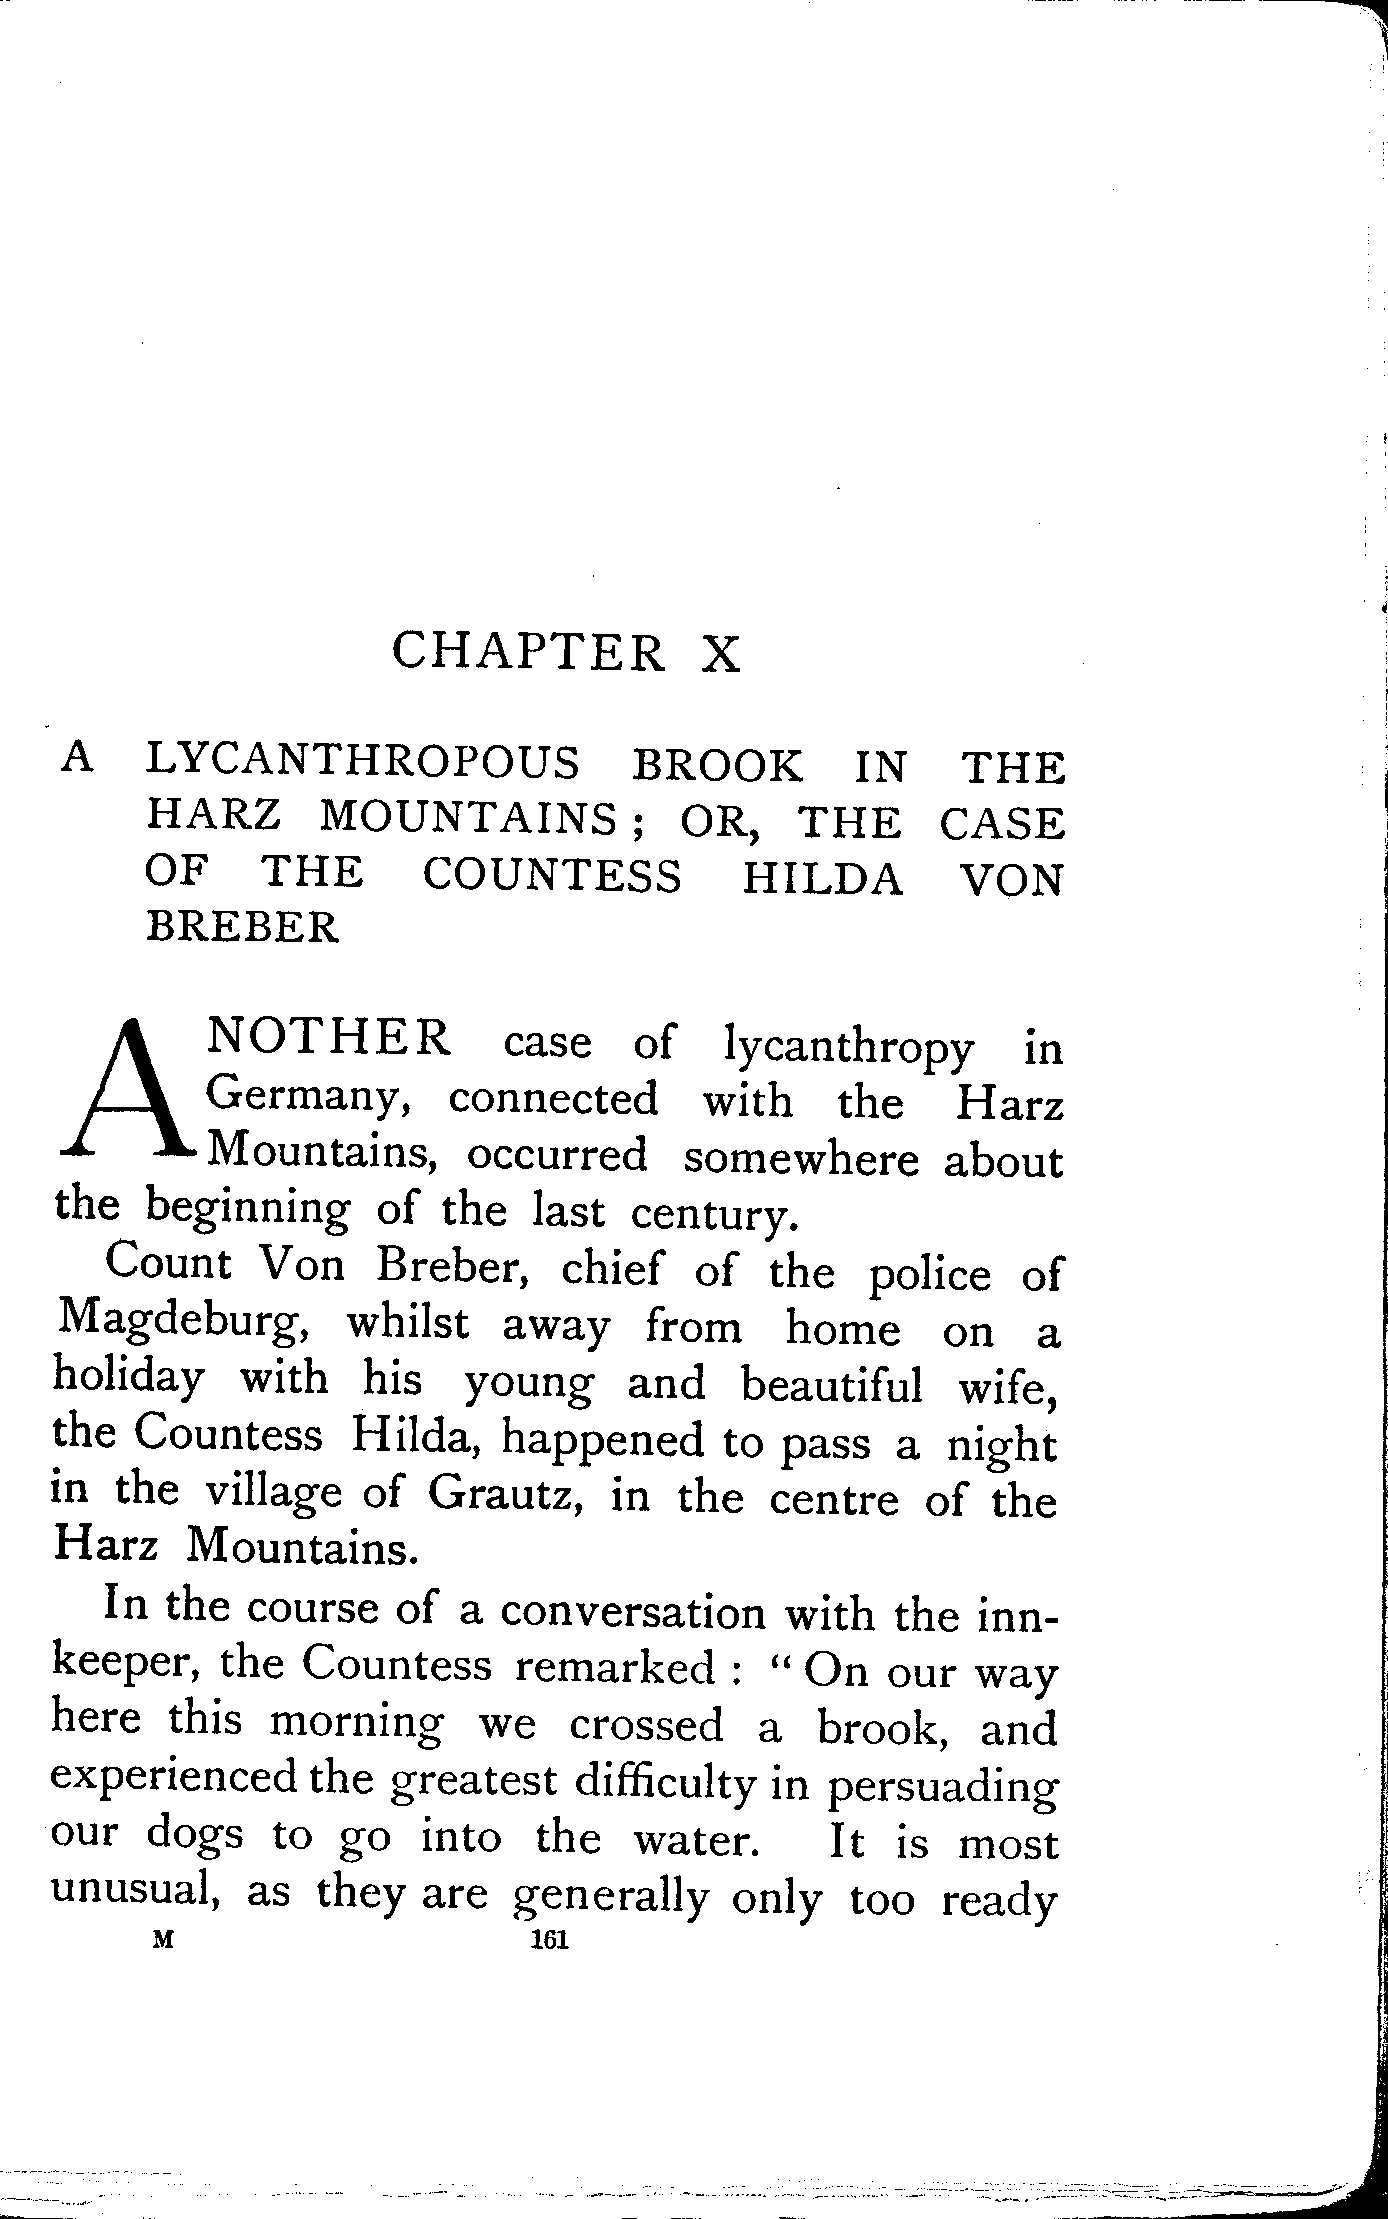 CHAPTER X
A LYCANTHROPOUS BROOK IN THE
HARZ MOUNTAINS ; OR, THE CASE
OF THE COUNTESS HILDA VON
BREBER
ANOTHER case of lycanthropy in
Germany, connected with the Harz
Mountains, occurred somewhere about
the beginning of the last century.
Count Von Breber, chief of the police of
Magdeburg, whilst away from home on a
holiday with his young and beautiful wife,
the Countess Hilda, happened to pass a night
in the village of Grautz, in the centre of the
Harz Mountains.
In the course of a conversation with the inn-
keeper, the Countess remarked : “ On our way
here this morning we crossed a brook, and
experienced the greatest difficulty in persuading
our dogs to go into the water. It is most
unusual, as they are generally only too ready
M 161